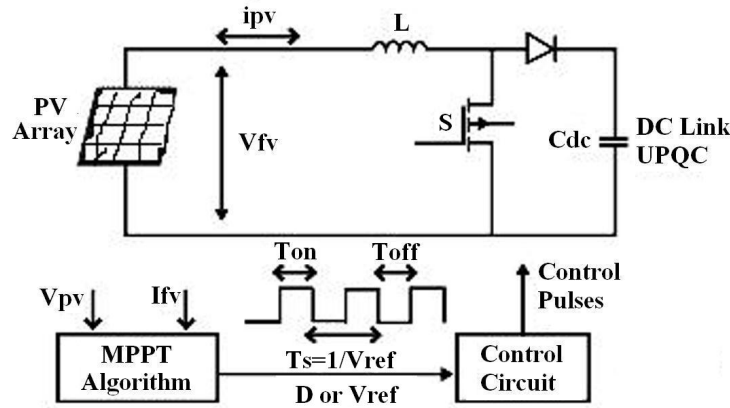 ipv
L
PV
Array
Vfv
S
Cdc
DC Link
UPQC
Ton
Toff
Control
Pulses
Vpv
Ifv
MPPT
Algorithm
Ts=1/Vref
D or Vref
Control
Circuit